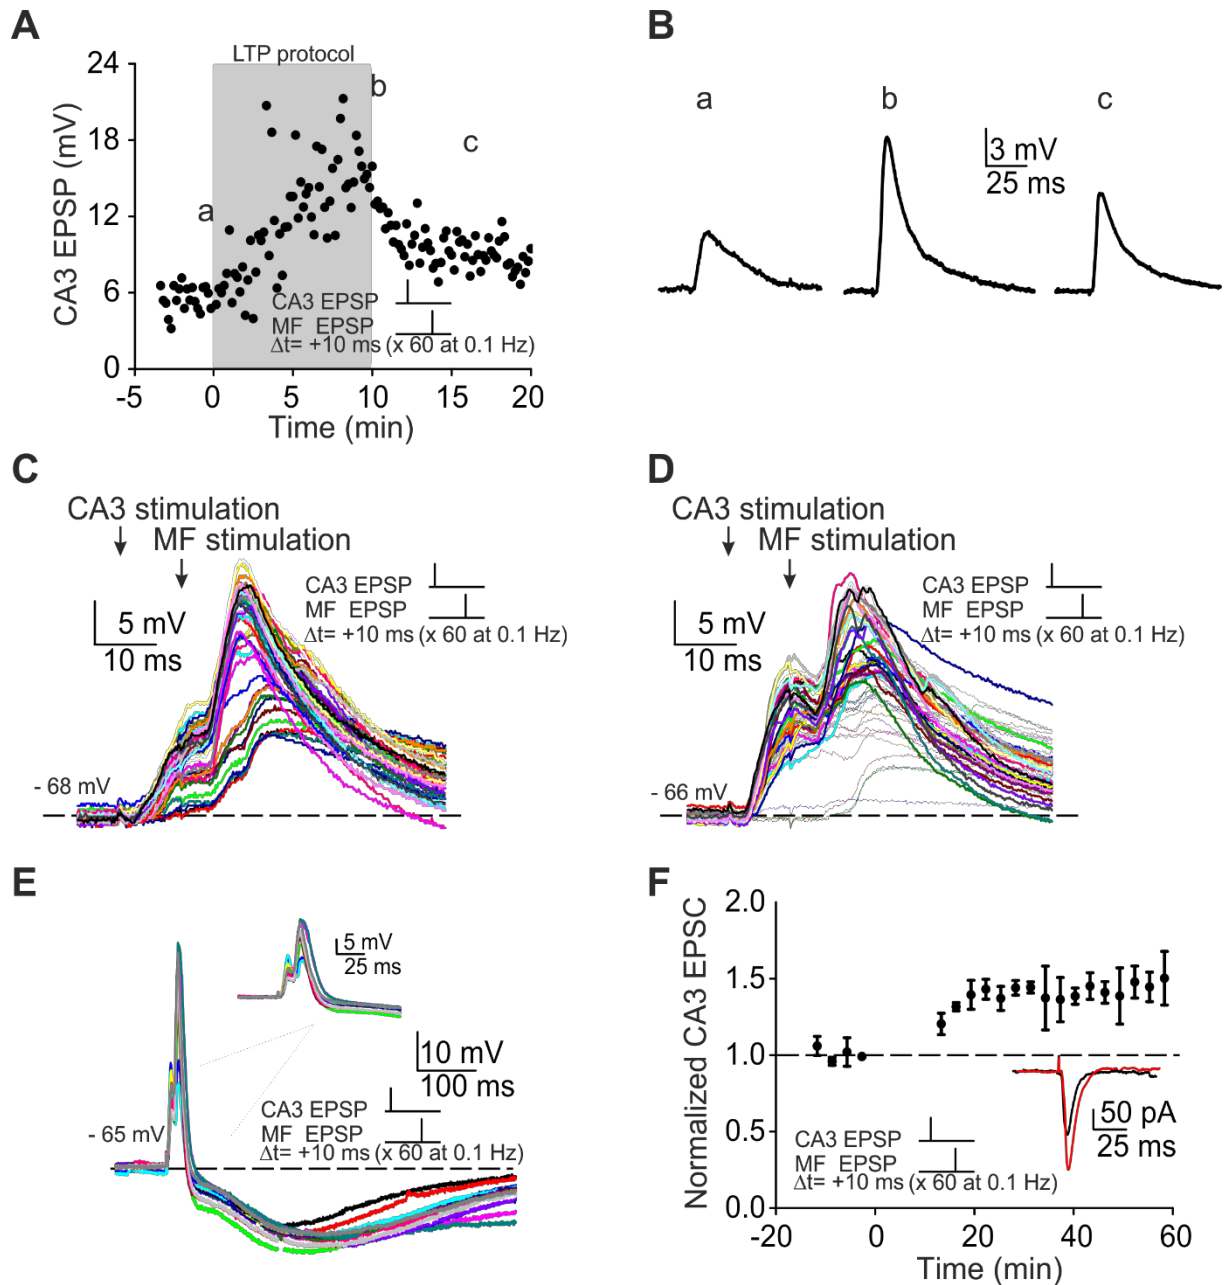 A
LTP protocol
24
18
12
6
0
CA3 EPSP (mV)
a
b
c
CA3 EPSP
MF EPSP
Δt= +10 ms (x 60 at 0.1 Hz)
-5
0
5
10
15
20
Time (min)
B
a
b
c
3 mV
25 ms
C
CA3 stimulation
MF stimulation
5 mV
10 ms
CA3 EPSP
MF EPSP
Δt= +10 ms (x 60 at 0.1 Hz)
- 68 mV
D
CA3 stimulation
MF stimulation
5 mV
10 ms
CA3 EPSP
MF EPSP
Δt= +10 ms (x 60 at 0.1 Hz)
- 66 mV
E
5 mV
25 ms
10 mV
100 ms
CA3 EPSP
MF EPSP
Δt= +10 ms (x 60 at 0.1 Hz)
- 65 mV
F
Normalized CA3 EPSC
2.0
1.5
1.0
0.5
0.0
50 pA
25 ms
CA3 EPSP
MF EPSP
Δt= +10 ms (x 60 at 0.1 Hz)
-20
0
20
40
60
Time (min)